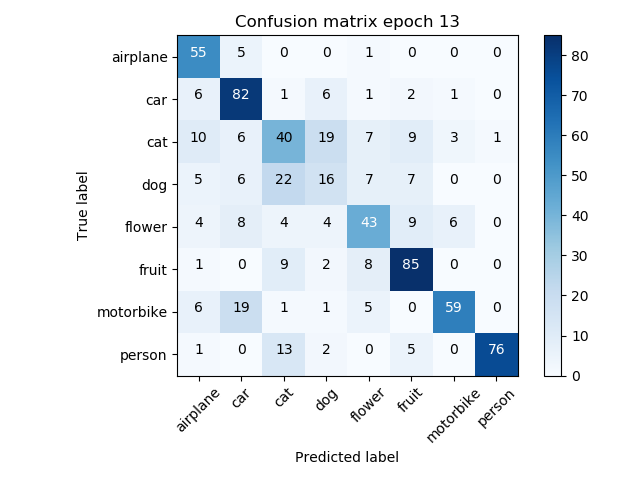 Confusion matrix epoch 13
True label
airplane 55 5 0 0 1 0 0 0
car 6 82 1 6 1 2 1 0
cat 10 6 40 19 7 9 3 1
dog 5 6 22 16 7 7 0 0
flower 4 8 4 4 43 9 6 0
fruit 1 0 9 2 8 85 0 0
motorbike 6 19 1 1 5 0 59 0
person 1 0 13 2 0 5 0 76
airplane car cat dog flower fruit motorbike person
Predicted label
80
70
60
50
40
30
20
10
0